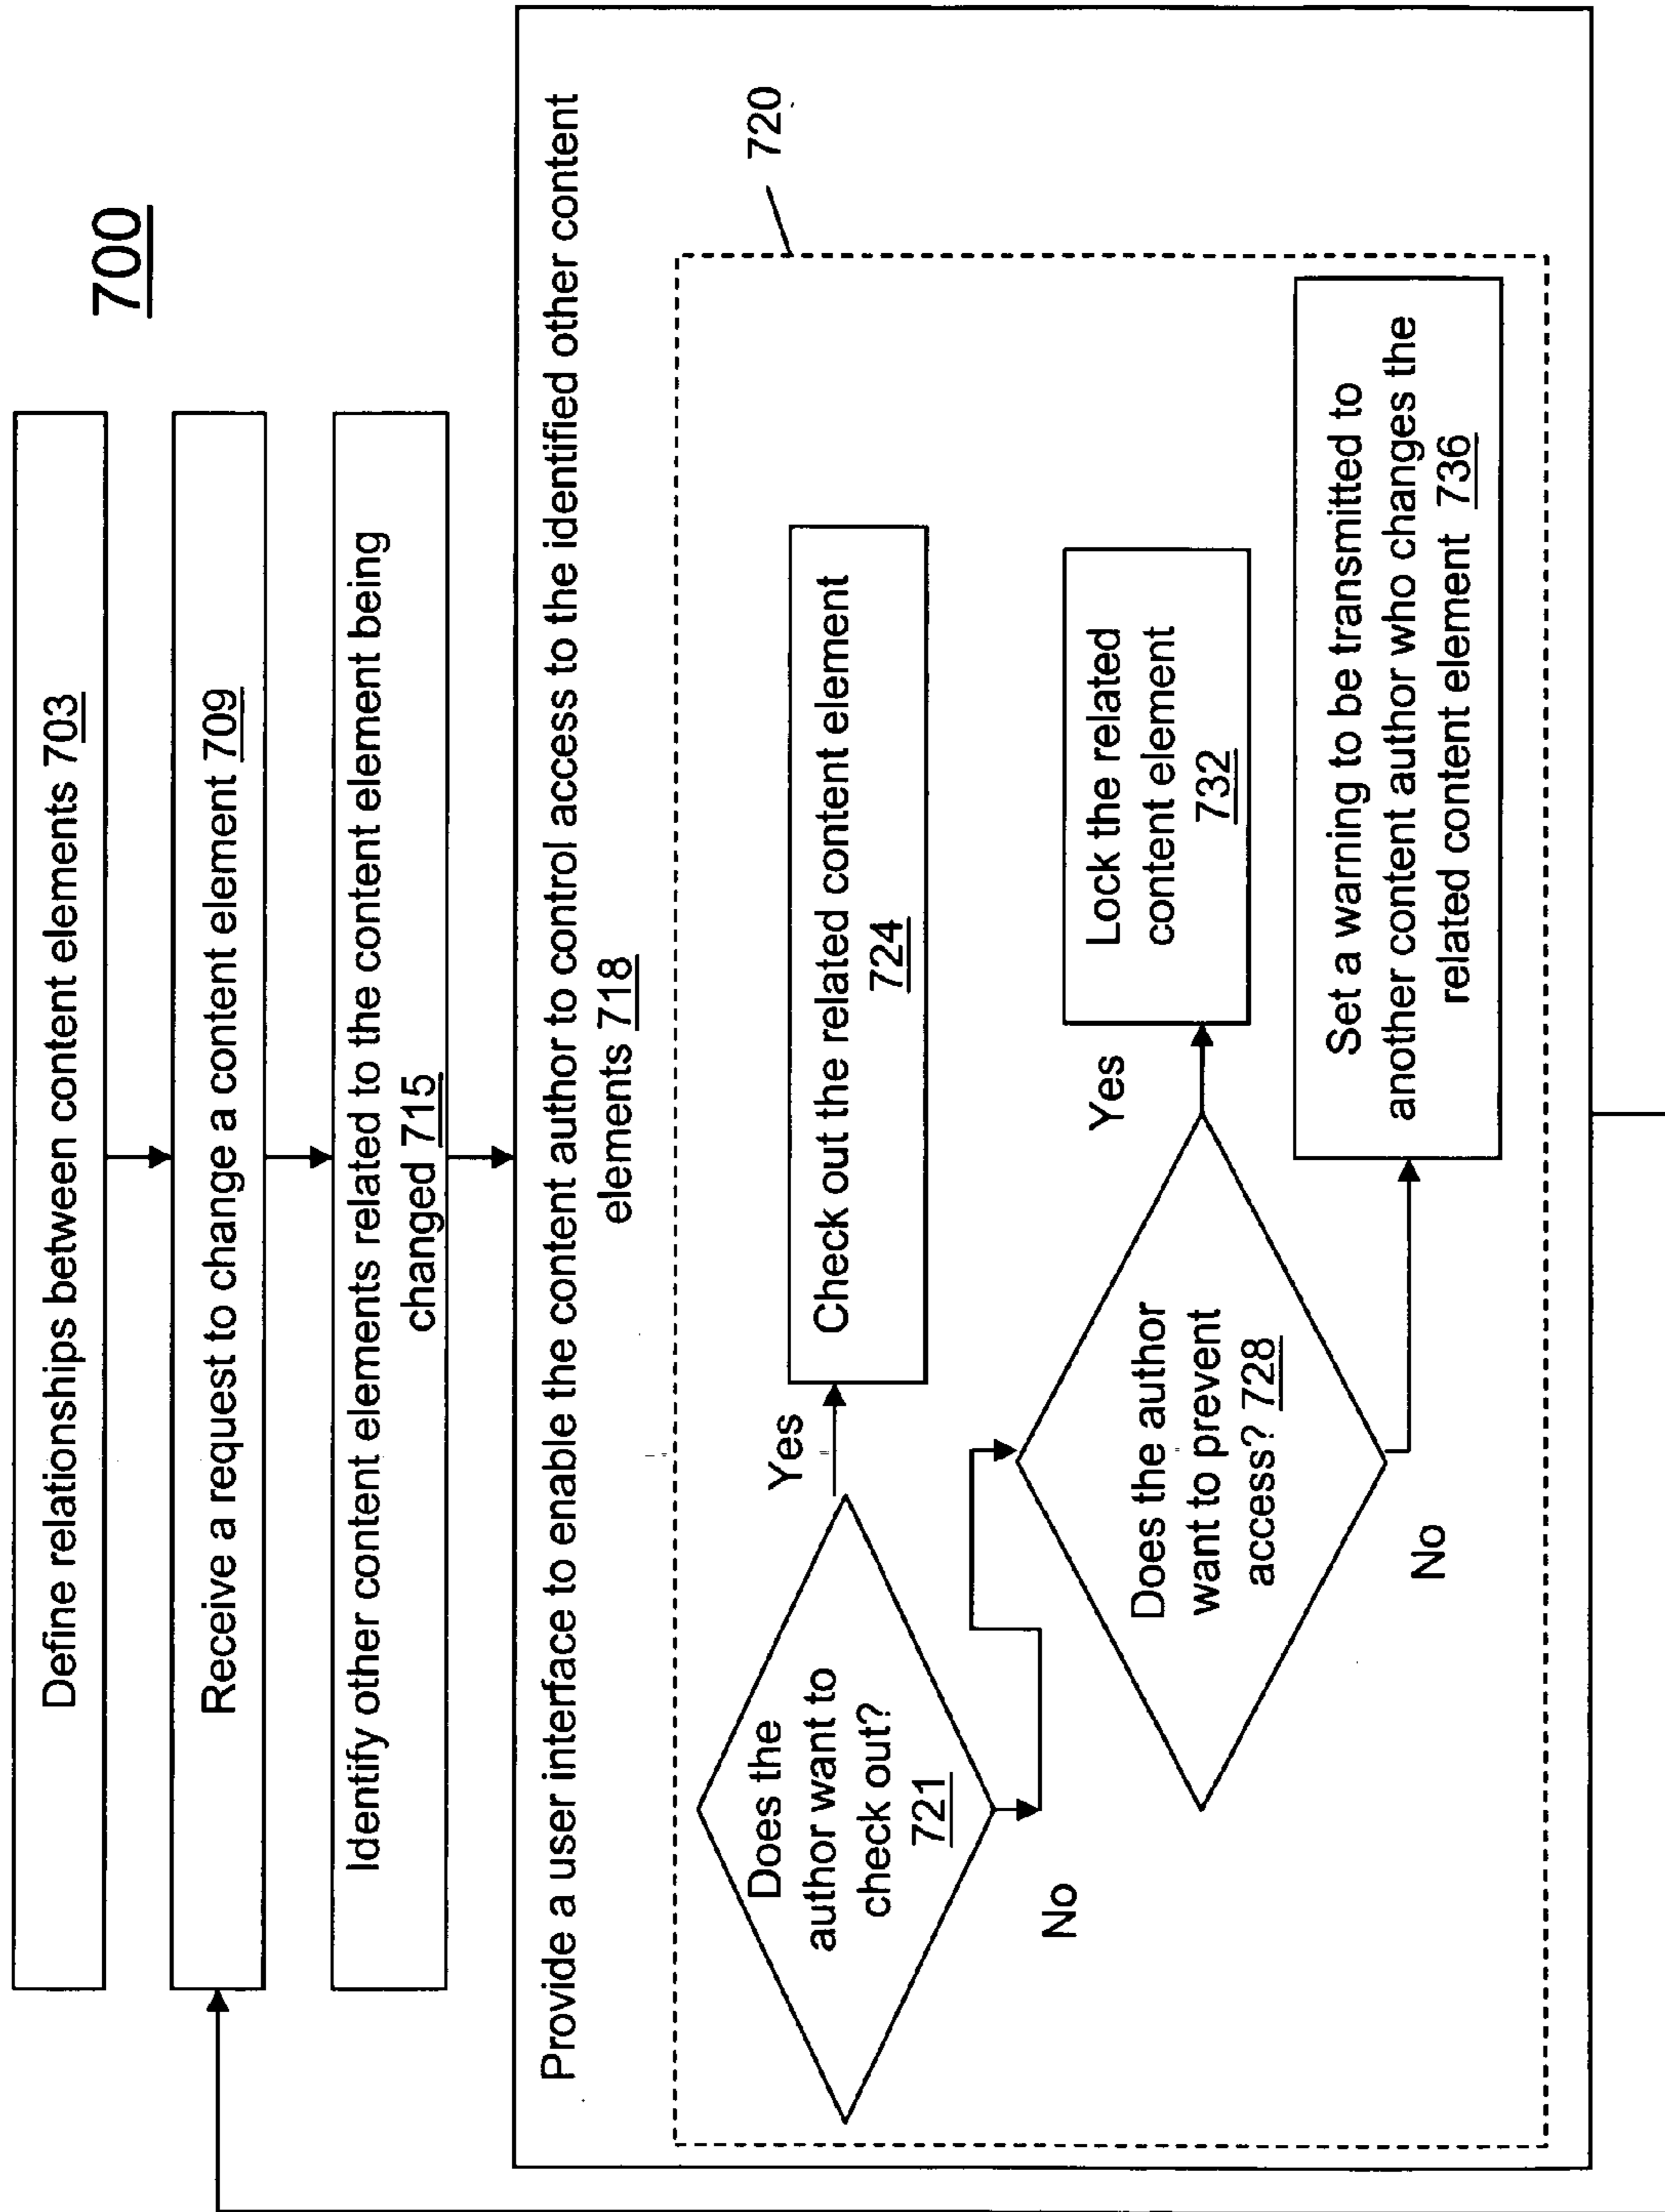 700
Define relationships between content elements 703
Receive a request to change a content element 709
Identify other content elements related to the content element being
changed 715
Provide a user interface to enable the content author to control access to the identified other content
elements 718
720
Does the
author want to
check out?
721
Yes
Check out the related content element
724
No
Does the author
want to prevent
access? 728
Yes
Lock the related
content element
732
No
Set a warning to be transmitted to
another content author who changes the
related content element 736